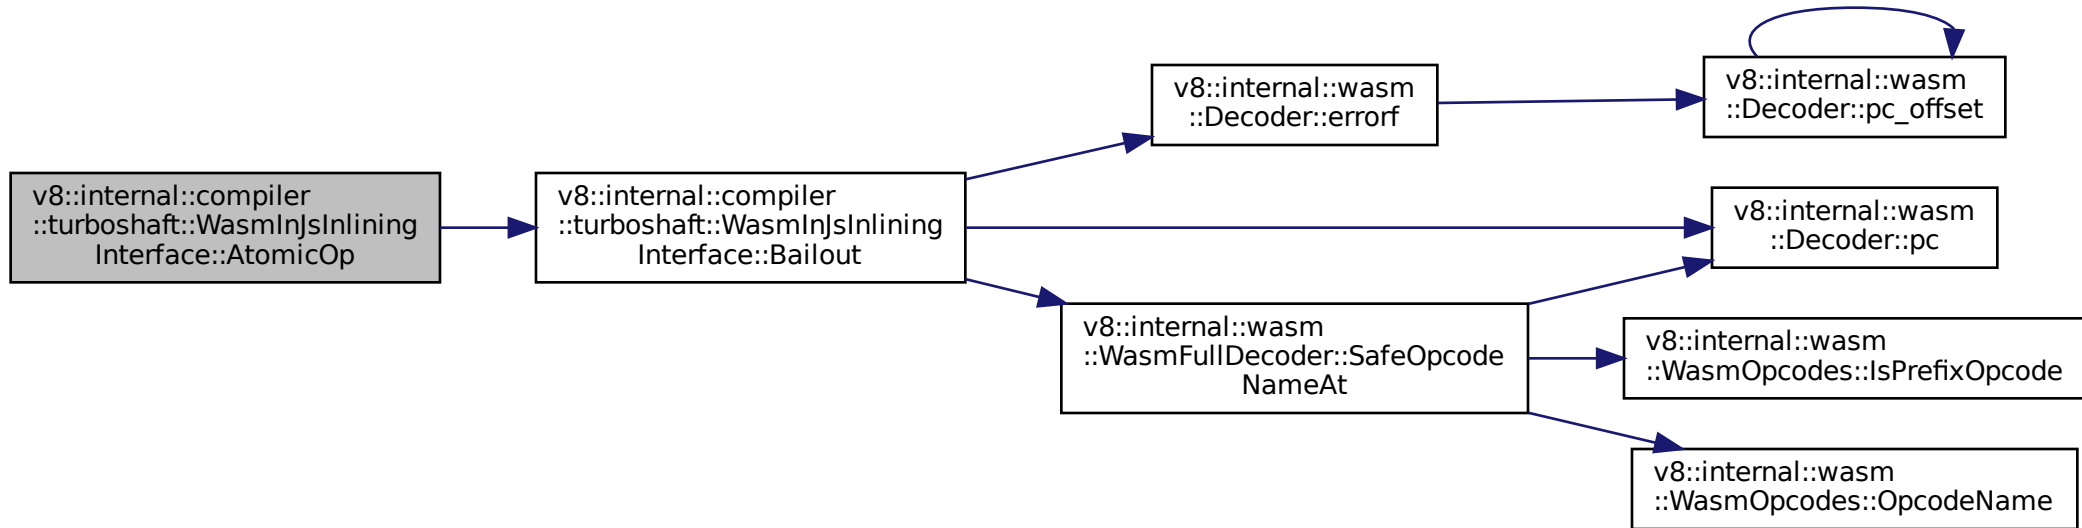 v8::internal::compiler
::turboshaft::WasmInJsInlining
Interface::AtomicOp
v8::internal::compiler
::turboshaft::WasmInJsInlining
Interface::Bailout
v8::internal::wasm
::Decoder::errorf
v8::internal::wasm
::Decoder::pc_offset
v8::internal::wasm
::Decoder::pc
v8::internal::wasm
::WasmFullDecoder::SafeOpcode
NameAt
v8::internal::wasm
::WasmOpcodes::IsPrefixOpcode
v8::internal::wasm
::WasmOpcodes::OpcodeName